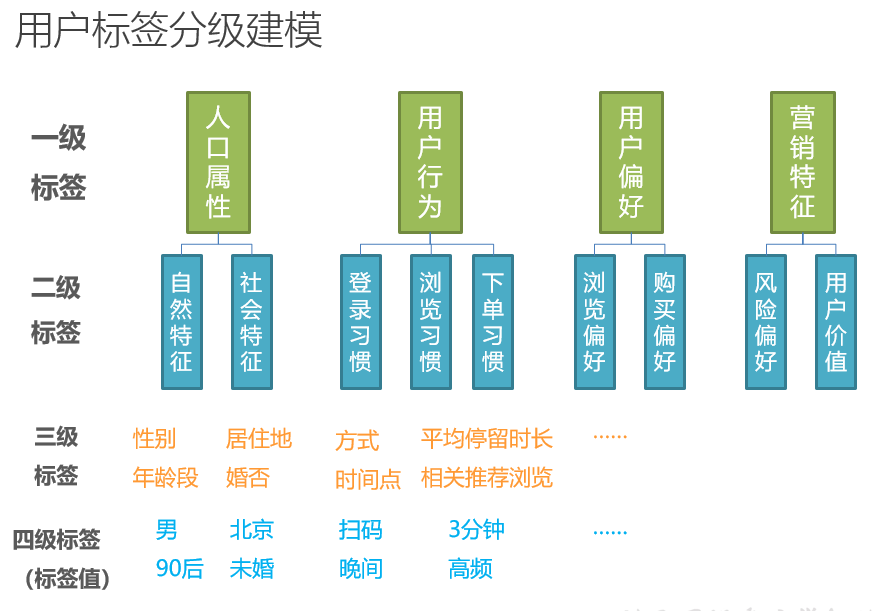 用户标签分级建模
一级
标签
人口属性
用户行为
用户偏好
营销特征
二级
标签
自然特征
社会特征
登录习惯
浏览习惯
下单习惯
浏览偏好
购买偏好
风险偏好
用户价值
三级
标签
性别
居住地
方式
平均停留时长
······
年龄段
婚否
时间点
相关推荐浏览
四级标签
（标签值）
男
北京
扫码
3分钟
······
90后
未婚
晚间
高频